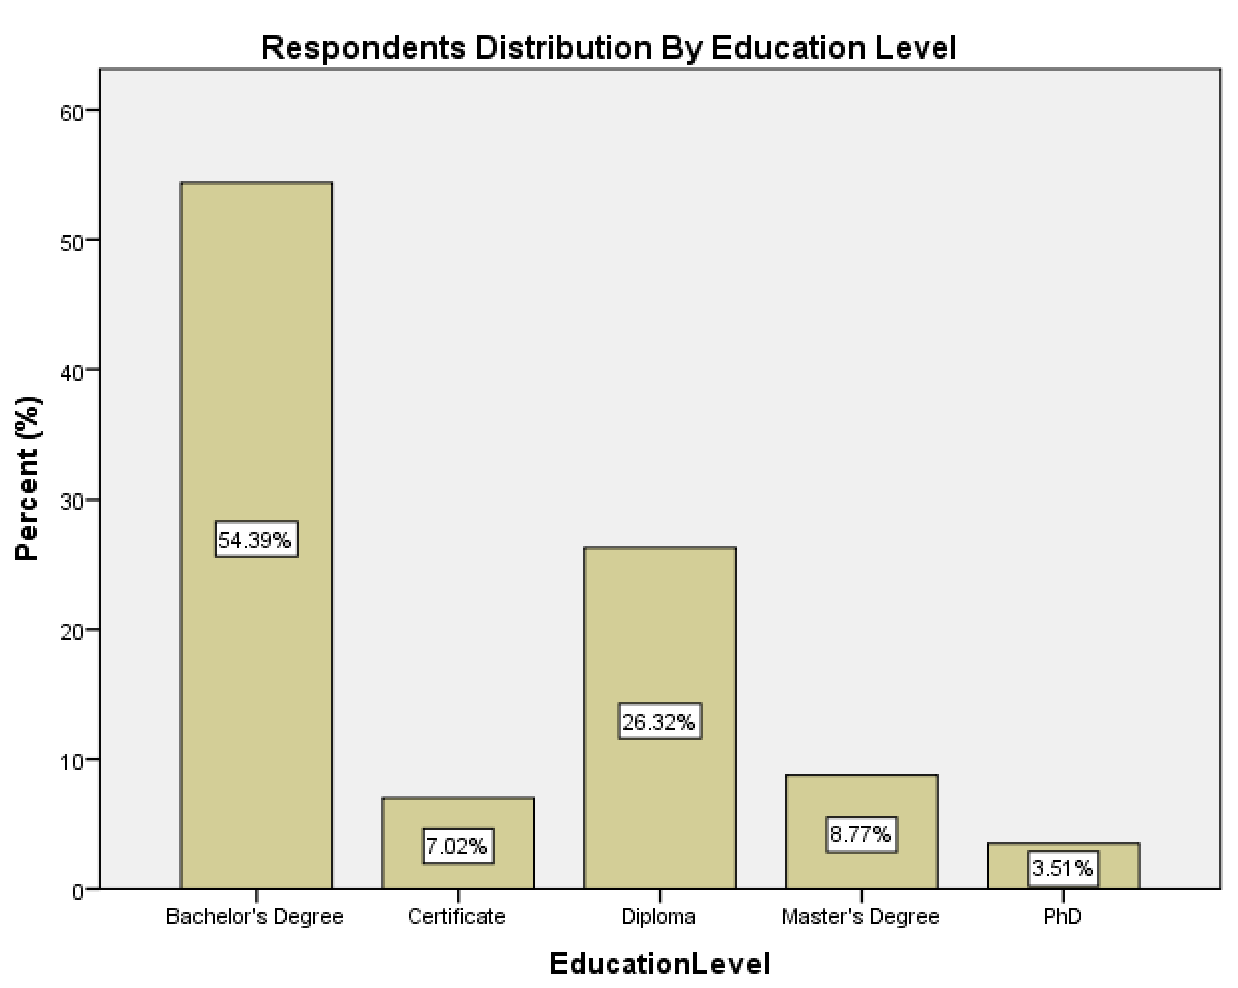 Respondents Distribution By Education Level
Percent (%)
60
50
40
30
20
10
0
54.39%
7.02%
26.32%
8.77%
3.51%
Bachelor's Degree
Certificate
Diploma
Master's Degree
PhD
EducationLevel